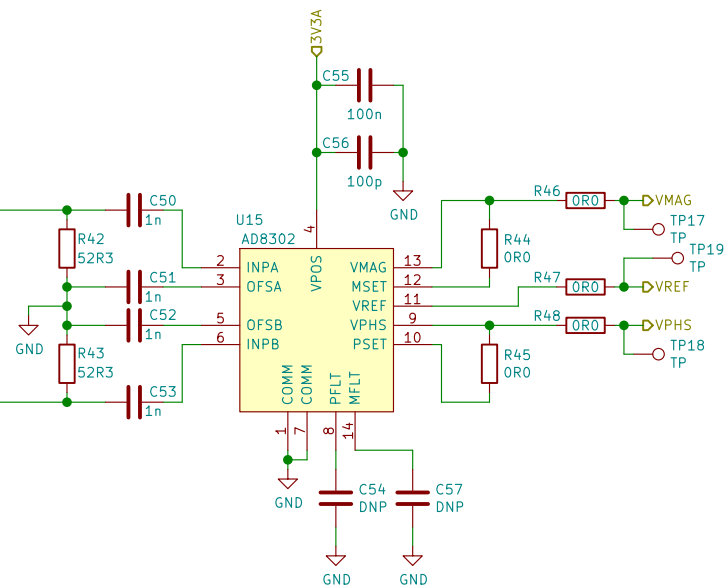 3V3A
C55
100n
C56
100p
GND
C50
1n
R42
52R3
C51
1n
C52
1n
GND
R43
52R3
C53
1n
U15
AD8302
4
VPOS
2
INPA
3
OFSA
5
OFSB
6
INPB
VMAG
13
MSET
12
VREF
11
VPHS
9
PSET
10
COMM
COMM
PFLT
MFLT
1
7
8
14
R46
0R0
VMAG
TP17
TP
R44
0R0
TP19
TP
R47
0R0
VREF
R48
0R0
VPHS
TP18
TP
R45
0R0
GND
C54
DNP
C57
DNP
GND
GND